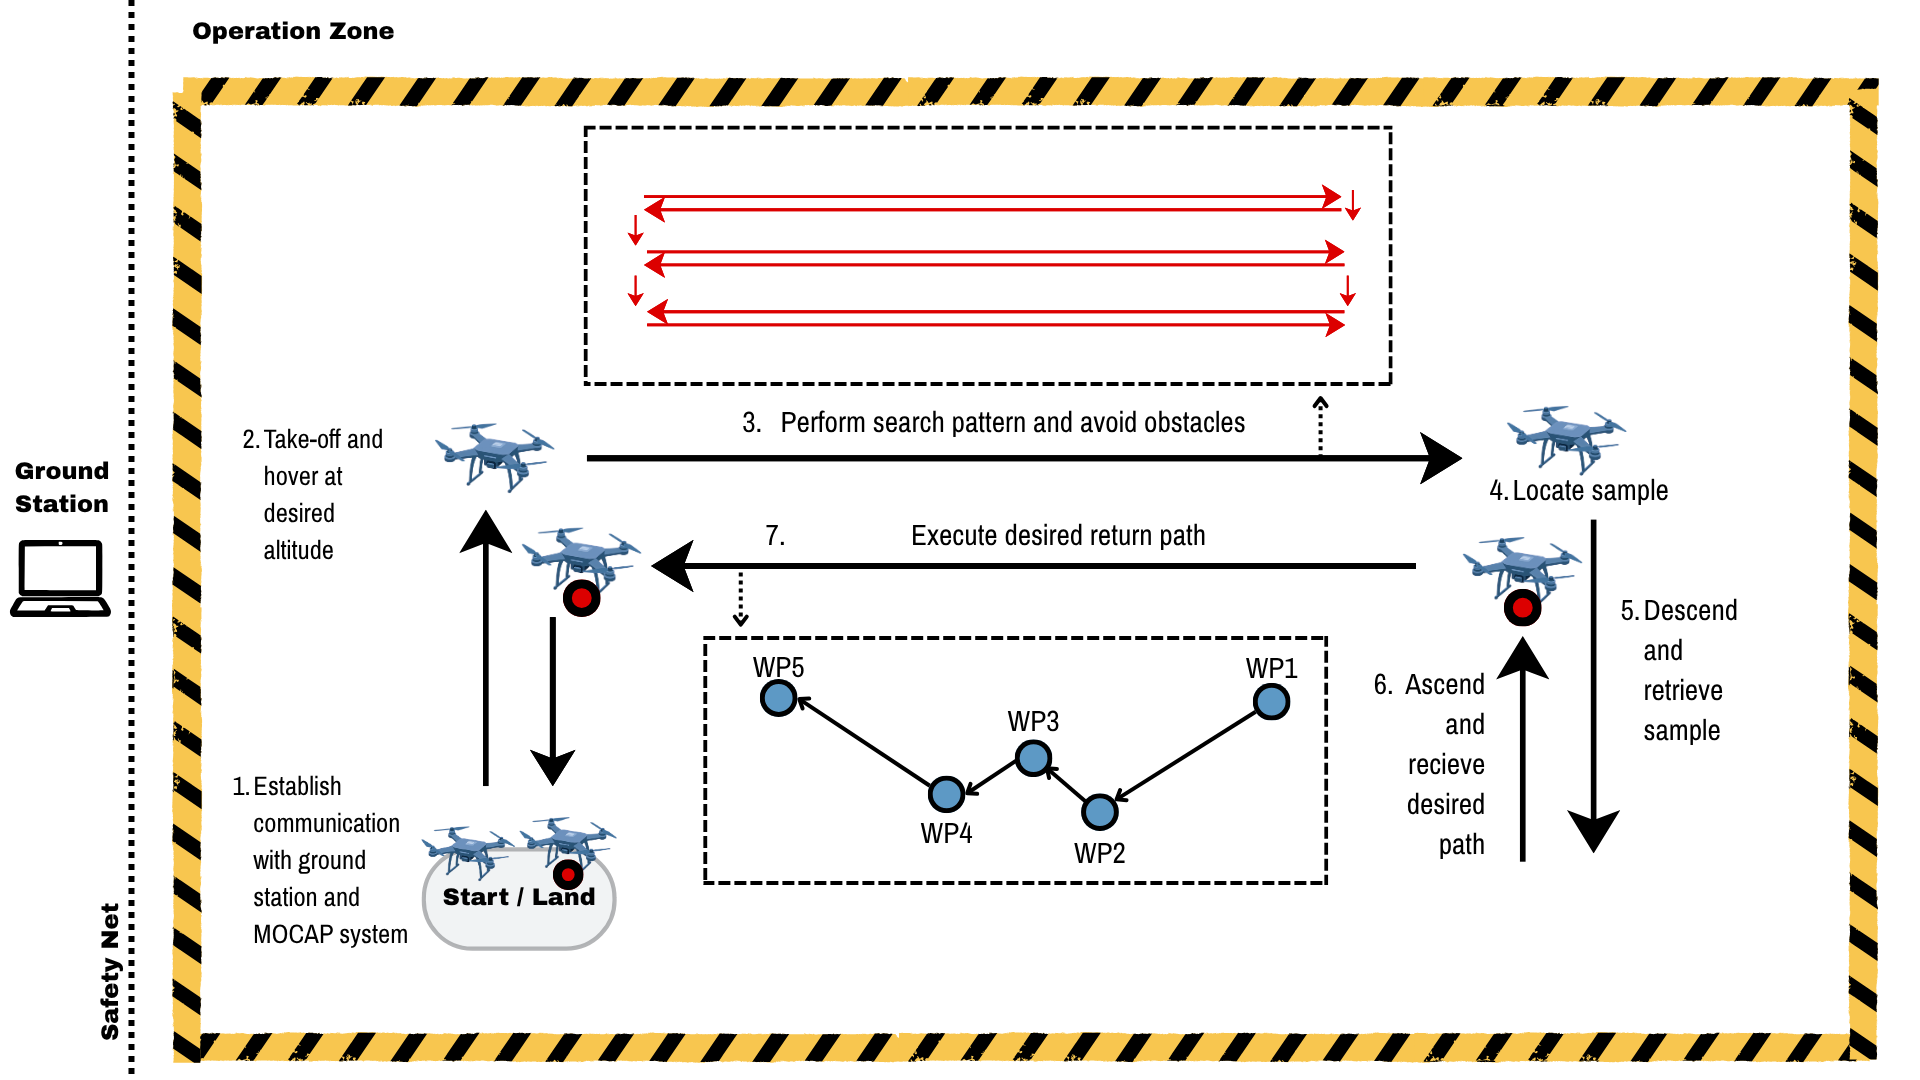 Operation Zone
Ground
Station
Safety Net
3. Perform search pattern and avoid obstacles
2. Take-off and
hover at
desired
altitude
4. Locate sample
7. Execute desired return path
5. Descend
and
retrieve
sample
6. Ascend
and
recieve
desired
path
WP5
WP1
WP3
WP4
WP2
1. Establish
communication
with ground
station and
MOCAP system
Start / Land